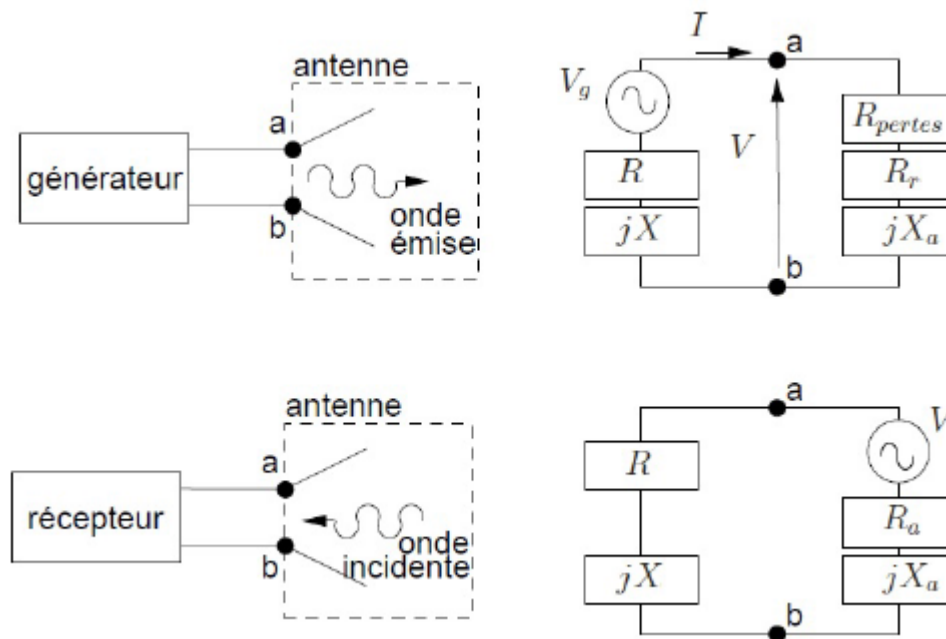 antenne
a
générateur
b
onde
émise
I
a
V_g
R_pertes
R
V
R_r
jX
jX_a
b
antenne
a
récepteur
b
onde
incidente
a
V
R
R_a
jX
jX_a
b